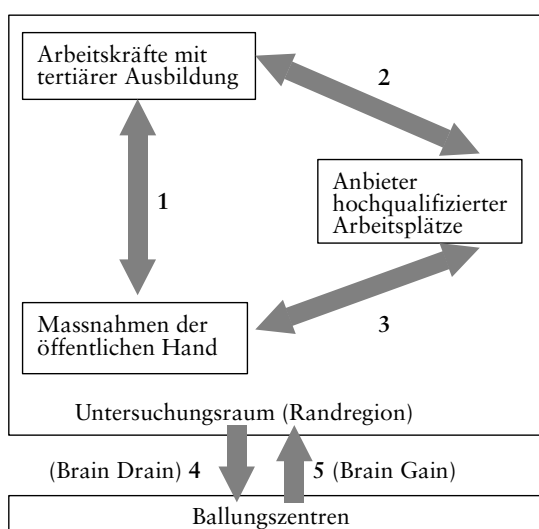 Arbeitskräfte mit
tertiärer Ausbildung
2
1
Anbieter
hochqualifizierter
Arbeitsplätze
Massnahmen der
öffentlichen Hand
3
Untersuchungsraum (Randregion)
(Brain Drain) 4
5 (Brain Gain)
Ballungszentren